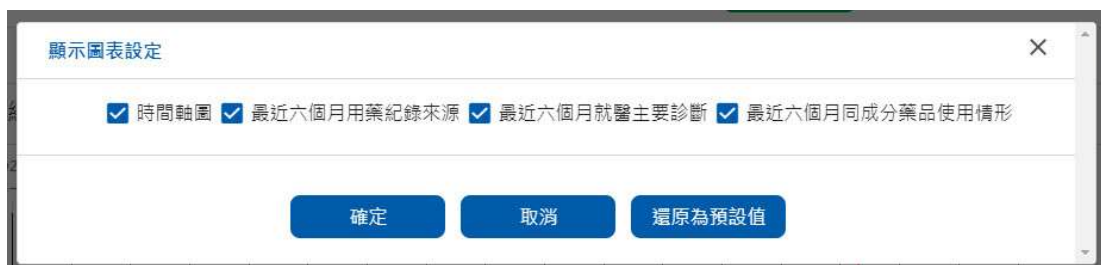 顯示圖表設定
時間軸圖 最近六個月用藥紀錄來源 最近六個月就醫主要診斷 最近六個月同成分藥品使用情形
確定 取消 還原為預設值